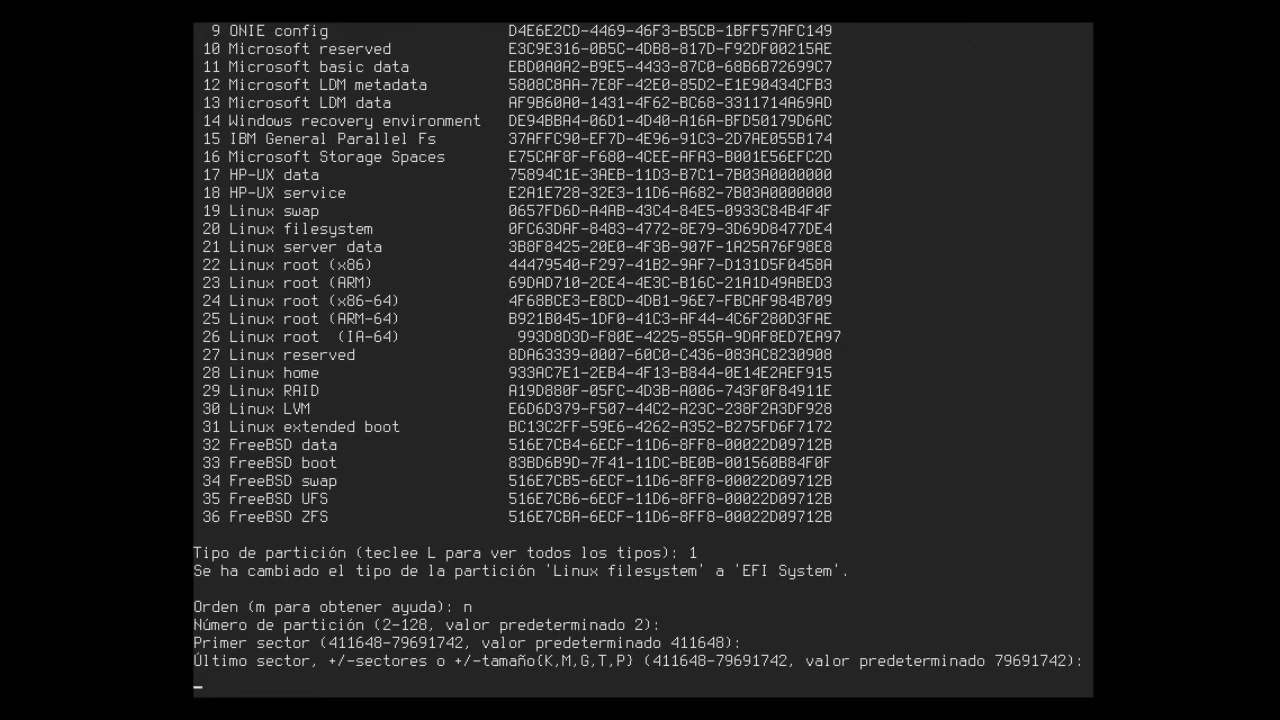 9 ONIE config D4E6E2CD-4469-46F3-B5CB-1BFF57AFC149
10 Microsoft reserved E3C9E316-0B5C-4DB8-817D-F92DF00215AE
11 Microsoft basic data EBD0A0A2-B9E5-4433-87C0-68B6B72699C7
12 Microsoft LDM metadata 5808C8AA-7E8F-42E0-85D2-E1E90434CFB3
13 Microsoft LDM data AF9B60A0-1431-4F62-BC68-3311714A69AD
14 Windows recovery environment DE94BBA4-06D1-4D40-A16A-BFD50179D6AC
15 IBM General Parallel Fs 37AFFC90-EF7D-4E96-91C3-2D7AE055B174
16 Microsoft Storage Spaces E75CAF8F-F680-4CEE-AFA3-B001E56EFC2D
17 HP-UX data 75894C1E-3AEB-11D3-B7C1-7B03A0000000
18 HP-UX service E2A1E728-32E3-11D6-A682-7B03A0000000
19 Linux swap 0657FD6D-A4AB-43C4-84E5-0933C84B4F4F
20 Linux filesystem 0FC63DAF-8483-4772-8E79-3D69D8477DE4
21 Linux server data 3B8F8425-20E0-4F3B-907F-1A25A76F98E8
22 Linux root (x86) 44479540-F297-41B2-9AF7-D131D5F0458A
23 Linux root (ARM) 69DAD710-2CE4-4E3C-B16C-21A1D49ABED3
24 Linux root (x86-64) 4F68BCE3-E8CD-4DB1-96E7-FBCAF984B709
25 Linux root (ARM-64) B921B045-1DF0-41C3-AF44-4C6F280D3FAE
26 Linux root (IA-64) 993D8D3D-F80E-4225-855A-9DAF8ED7EA97
27 Linux reserved 8DA63339-0007-60C0-C436-083AC8230908
28 Linux home 933AC7E1-2EB4-4F13-B844-0E14E2AEF915
29 Linux RAID A19D880F-05FC-4D3B-A006-743F0F84911E
30 Linux LVM E6D6D379-F507-44C2-A23C-238F2A3DF928
31 Linux extended boot BC13C2FF-59E6-4262-A352-B275FD6F7172
32 FreeBSD data 516E7CB4-6ECF-11D6-8FF8-00022D09712B
33 FreeBSD boot 83BD6B9D-7F41-11DC-BE0B-001560B84F0F
34 FreeBSD swap 516E7CB5-6ECF-11D6-8FF8-00022D09712B
35 FreeBSD UFS 516E7CB6-6ECF-11D6-8FF8-00022D09712B
36 FreeBSD ZFS 516E7CBA-6ECF-11D6-8FF8-00022D09712B
Tipo de partición (teclee L para ver todos los tipos): 1
Se ha cambiado el tipo de la partición 'Linux filesystem' a 'EFI System'.
Orden (m para obtener ayuda): n
Número de partición (2-128, valor predeterminado 2):
Primer sector (411648-79691742, valor predeterminado 411648):
Último sector, +/-sectores o +/-tamaño(K,M,G,T,P) (411648-79691742, valor predeterminado 79691742):